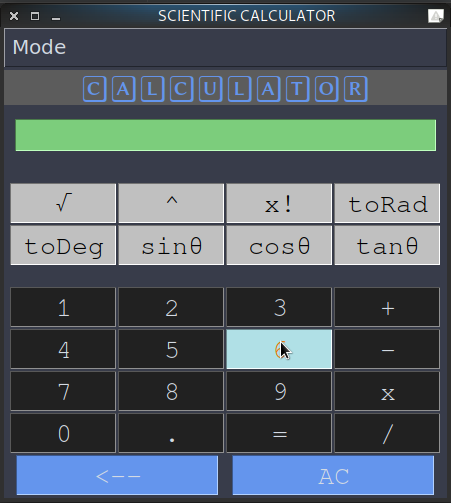 SCIENTIFIC CALCULATOR
Mode
CALCULATOR
√ ^ x! toRad
toDeg sinθ cosθ tanθ
1 2 3 +
4 5 6 -
7 8 9 x
0 . = /
<-- AC